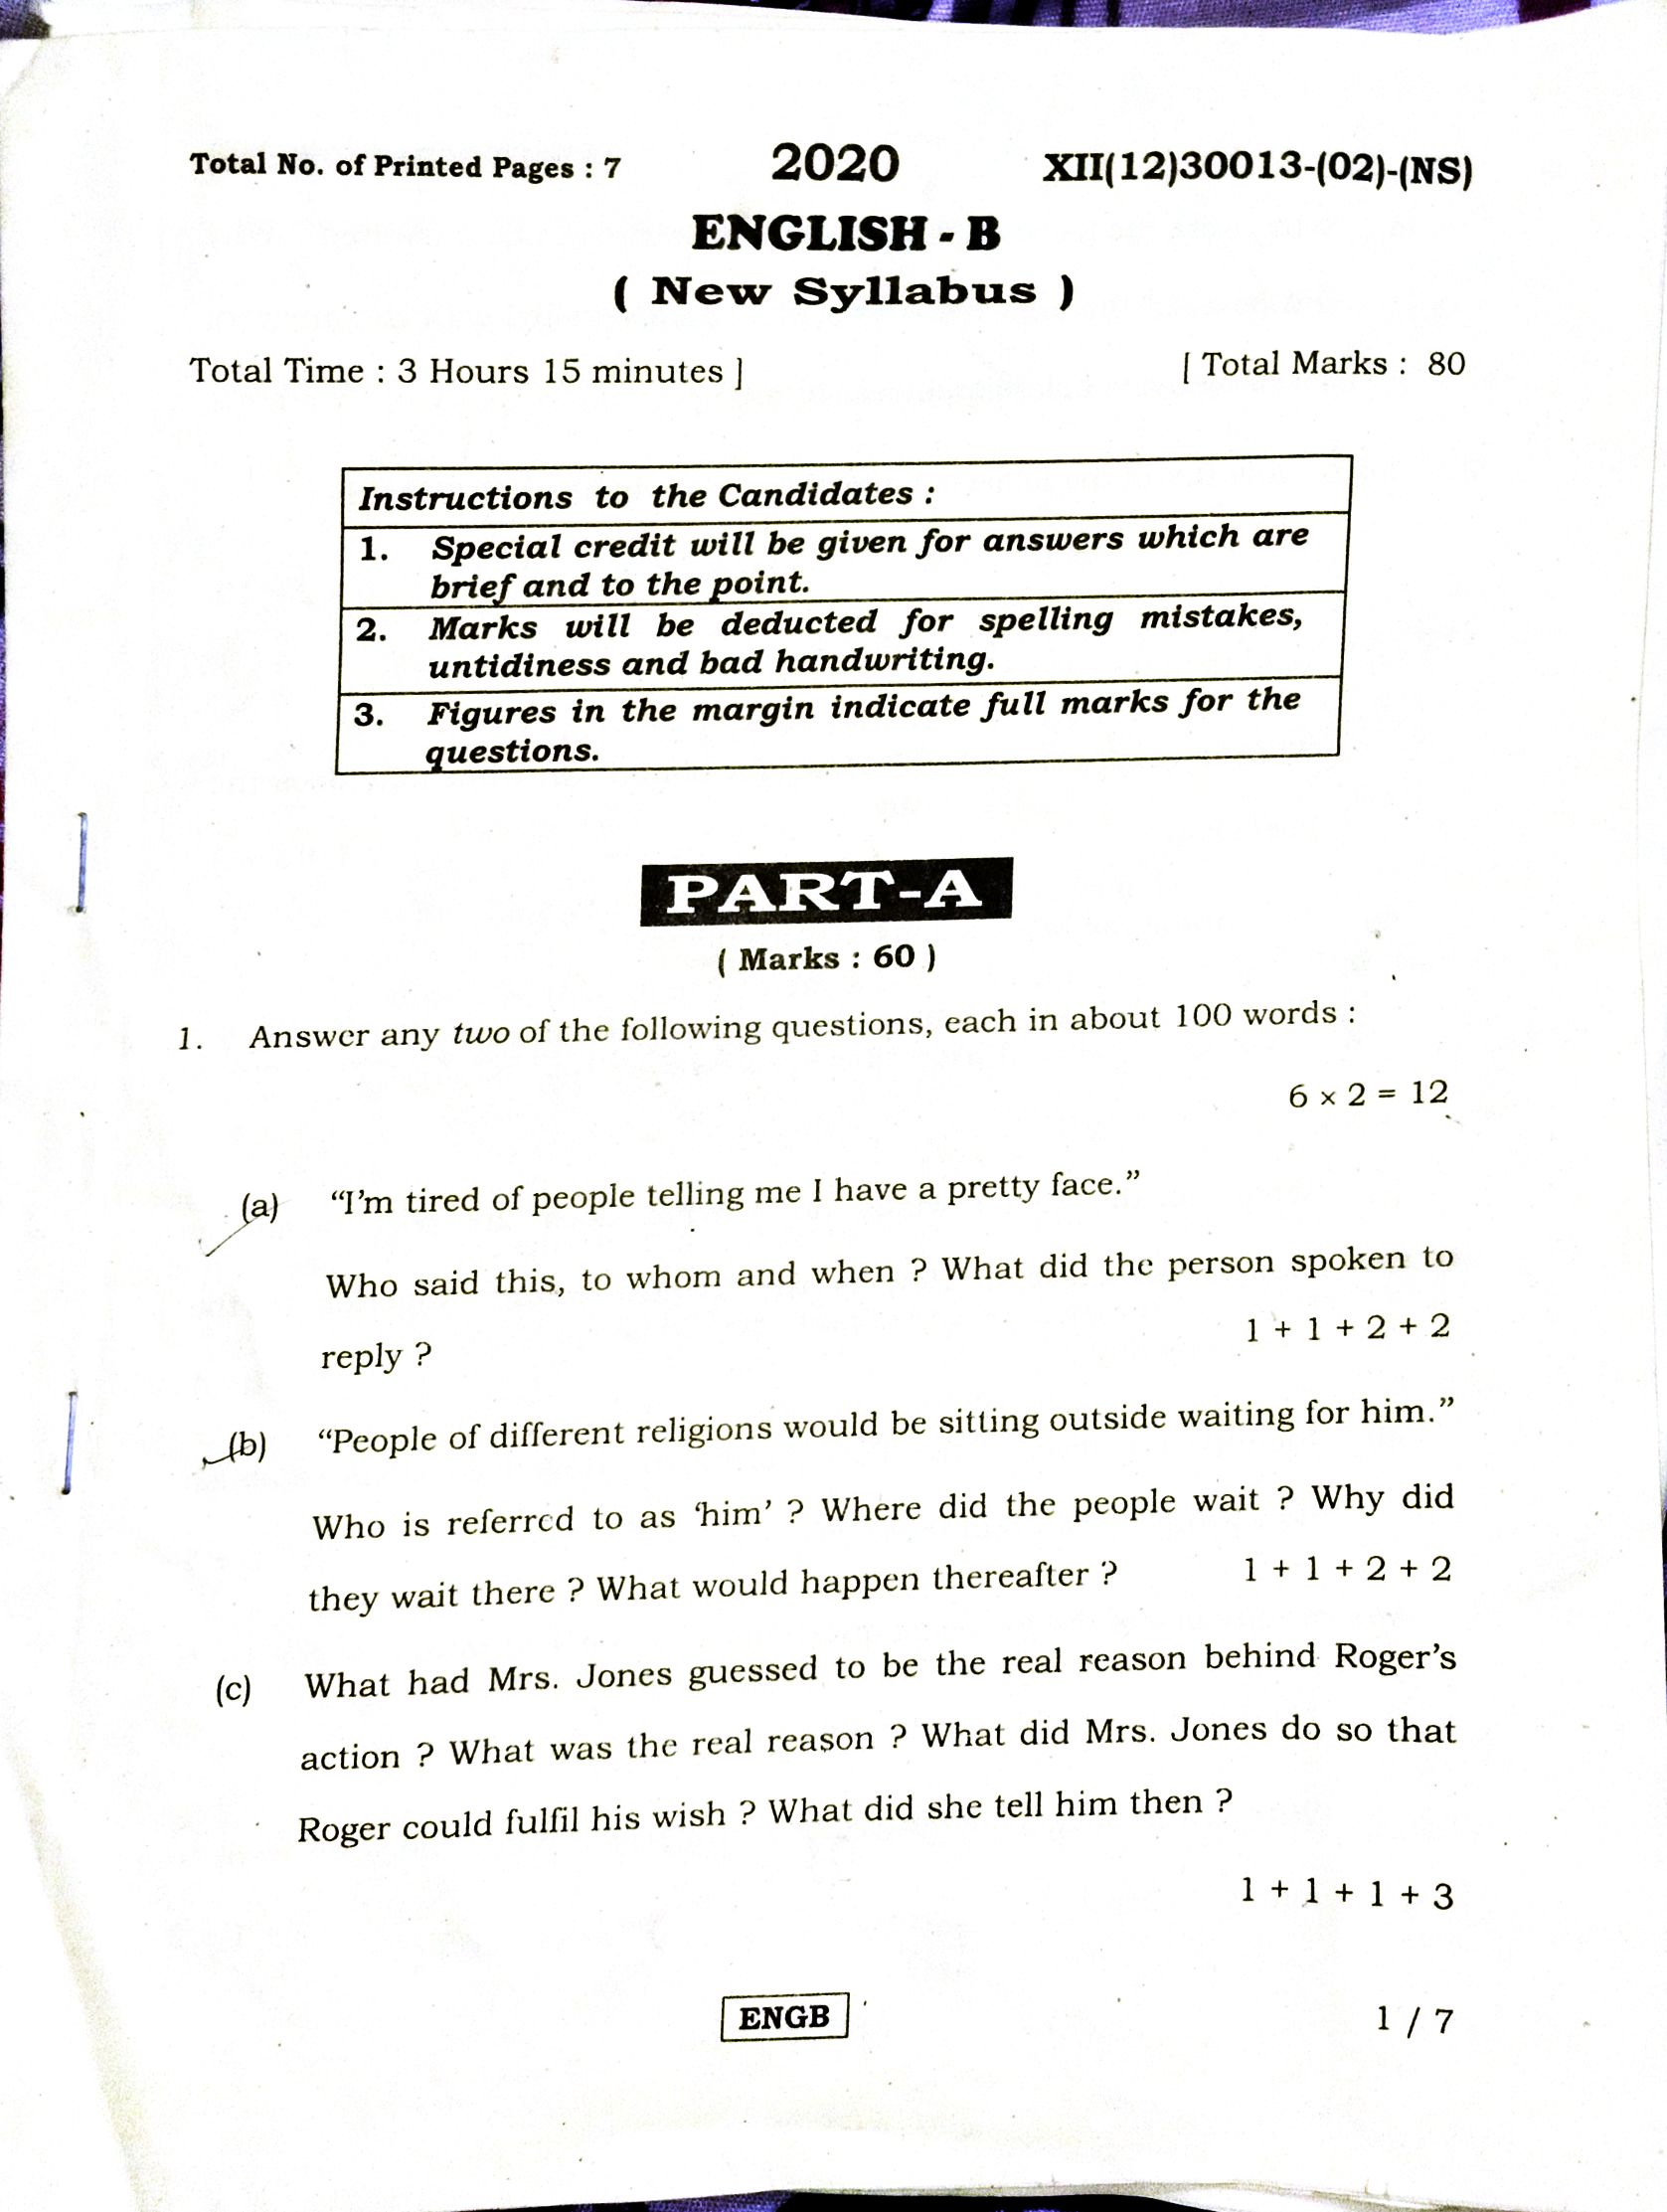 Total No. of Printed Pages : 7 2020 XII(12)30013-(02)-(NS)
ENGLISH - B
( New Syllabus )
Total Time : 3 Hours 15 minutes ] [ Total Marks : 80
Instructions to the Candidates :
1. Special credit will be given for answers which are
brief and to the point.
2. Marks will be deducted for spelling mistakes,
untidiness and bad handwriting.
3. Figures in the margin indicate full marks for the
questions.
PART-A
( Marks : 60 )
1. Answer any two of the following questions, each in about 100 words :
6 × 2 = 12
(a) “I’m tired of people telling me I have a pretty face.”
Who said this, to whom and when ? What did the person spoken to
reply ? 1 + 1 + 2 + 2
(b) “People of different religions would be sitting outside waiting for him.”
Who is referred to as ‘him’ ? Where did the people wait ? Why did
they wait there ? What would happen thereafter ? 1 + 1 + 2 + 2
(c) What had Mrs. Jones guessed to be the real reason behind Roger’s
action ? What was the real reason ? What did Mrs. Jones do so that
Roger could fulfil his wish ? What did she tell him then ?
1 + 1 + 1 + 3
ENGB 1 / 7